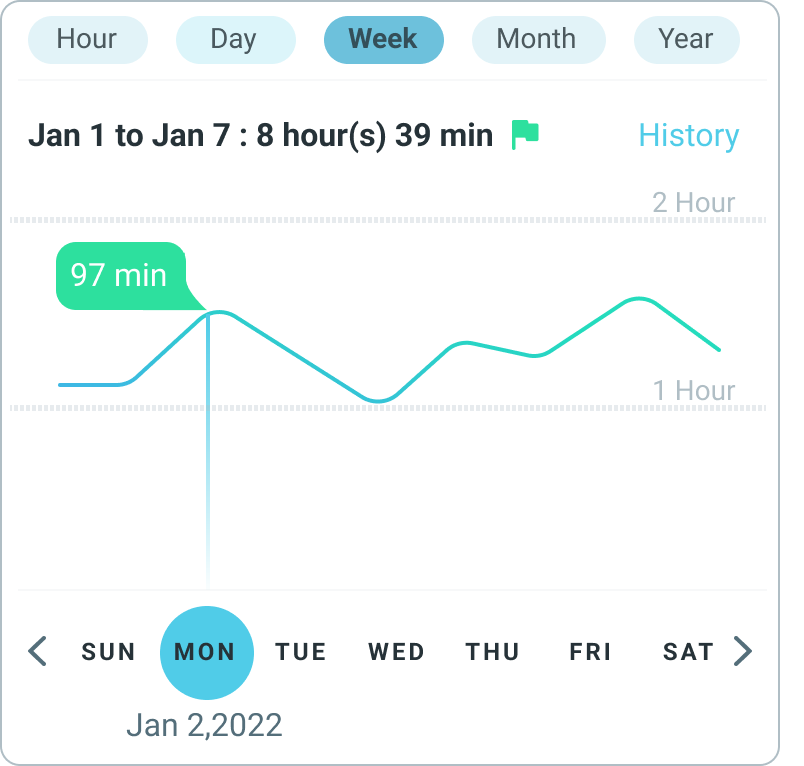 Hour Day Week Month Year
Jan 1 to Jan 7 : 8 hour(s) 39 min History
2 Hour
97 min
1 Hour
SUN MON TUE WED THU FRI SAT
Jan 2,2022